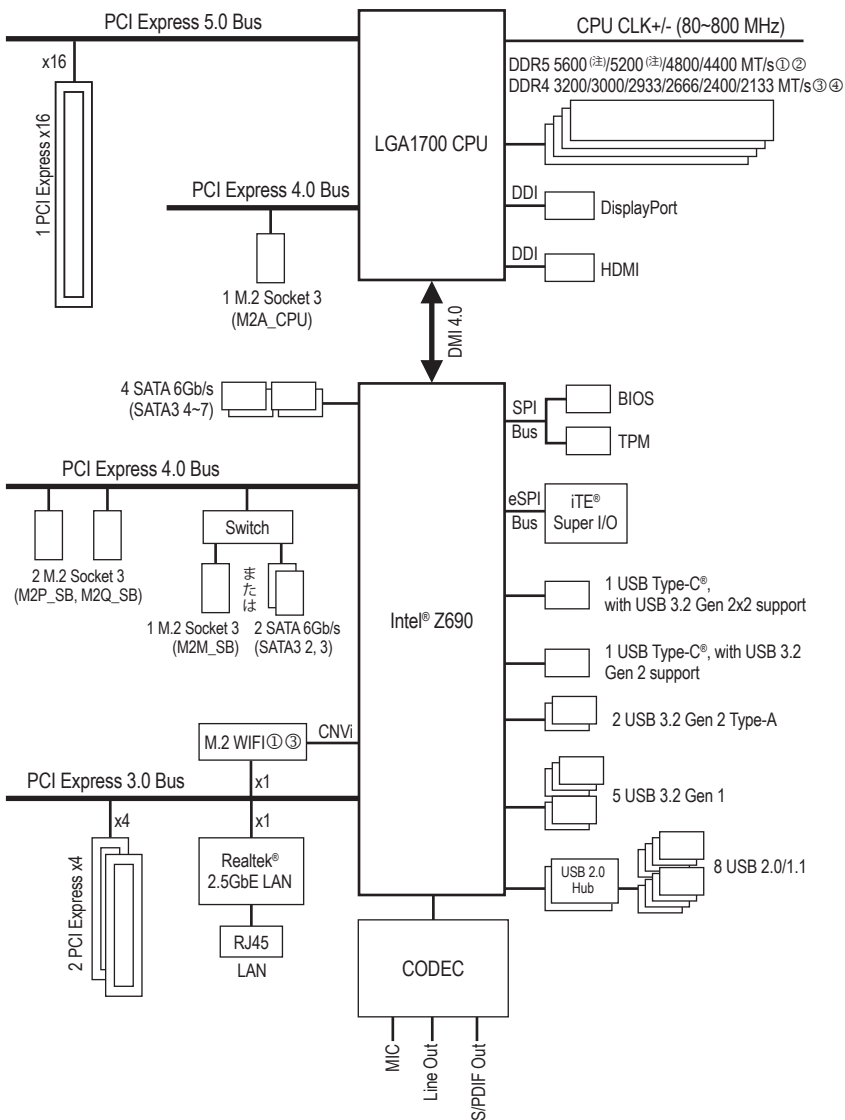 PCI Express 5.0 Bus
CPU CLK+/- (80~800 MHz)
x16
1 PCI Express x16
LGA1700 CPU
DDR5 5600 (注)/5200 (注)/4800/4400 MT/s①②
DDR4 3200/3000/2933/2666/2400/2133 MT/s③④
PCI Express 4.0 Bus
DDI
DisplayPort
DDI
HDMI
1 M.2 Socket 3
(M2A_CPU)
DMI 4.0
4 SATA 6Gb/s
(SATA3 4~7)
SPI
Bus
BIOS
TPM
PCI Express 4.0 Bus
eSPI
Bus
iTE®
Super I/O
Switch
または
2 M.2 Socket 3
(M2P_SB, M2Q_SB)
1 M.2 Socket 3
(M2M_SB)
2 SATA 6Gb/s
(SATA3 2, 3)
Intel® Z690
1 USB Type-C®,
with USB 3.2 Gen 2x2 support
1 USB Type-C®, with USB 3.2
Gen 2 support
2 USB 3.2 Gen 2 Type-A
M.2 WIFI①③
CNVi
PCI Express 3.0 Bus
x1
5 USB 3.2 Gen 1
x4
x1
2 PCI Express x4
Realtek®
2.5GbE LAN
USB 2.0
Hub
8 USB 2.0/1.1
RJ45
LAN
CODEC
MIC
Line Out
S/PDIF Out